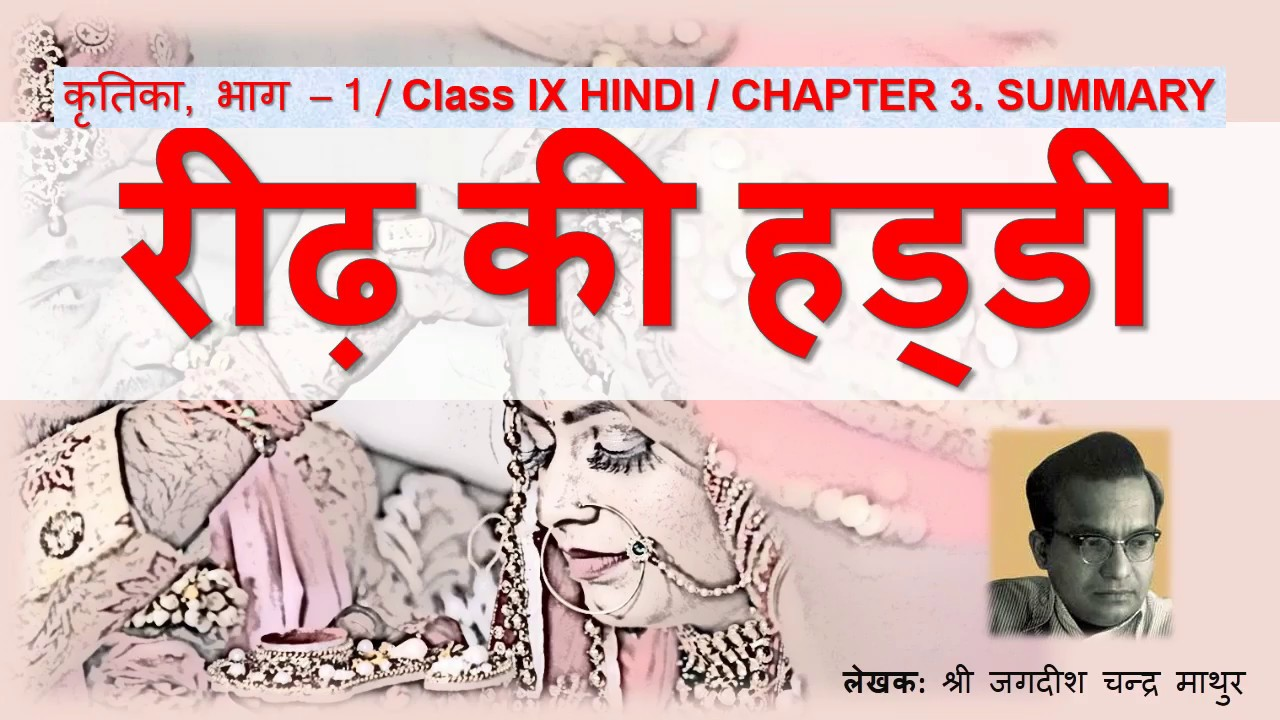 कृतिका, भाग – 1 / Class IX HINDI / CHAPTER 3. SUMMARY
रीढ़ की हड्डी
लेखक: श्री जगदीश चन्द्र माथुर